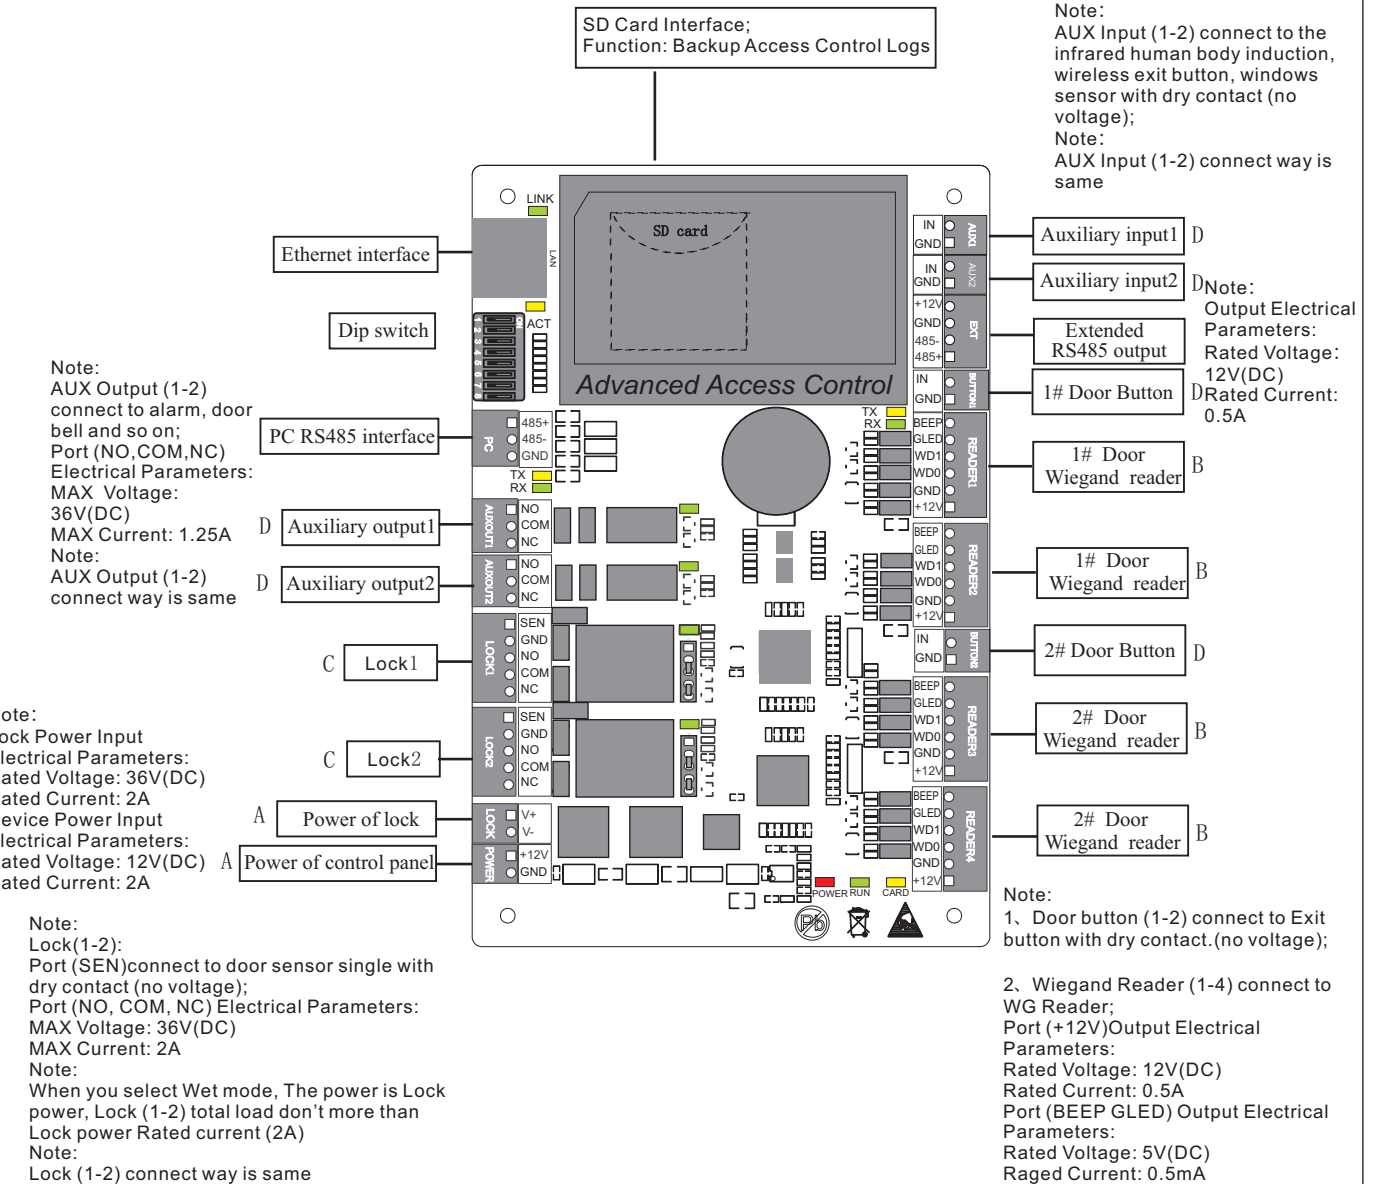 SD Card Interface;
Function: Backup Access Control Logs
Note:
AUX Input (1-2) connect to the
infrared human body induction,
wireless exit button, windows
sensor with dry contact (no
voltage);
Note:
AUX Input (1-2) connect way is
same
LINK
LAN
ACT
SD card
Advanced Access Control
Ethernet interface
Dip switch
ON
1
2
3
4
5
6
7
8
Note:
AUX Output (1-2)
connect to alarm, door
bell and so on;
Port (NO,COM,NC)
Electrical Parameters:
MAX Voltage:
36V(DC)
MAX Current: 1.25A
Note:
AUX Output (1-2)
connect way is same
PC RS485 interface
PC
485+
485-
GND
TX
RX
D Auxiliary output1
AUXOUT1
NO
COM
NC
D Auxiliary output2
AUXOUT2
NO
COM
NC
C Lock1
LOCK1
SEN
GND
NO
COM
NC
C Lock2
LOCK2
SEN
GND
NO
COM
NC
A Power of lock
LOCK
V+
V-
A Power of control panel
POWER
+12V
GND
ote:
ock Power Input
lectrical Parameters:
ated Voltage: 36V(DC)
ated Current: 2A
evice Power Input
lectrical Parameters:
ated Voltage: 12V(DC)
ated Current: 2A
Note:
Lock(1-2):
Port (SEN)connect to door sensor single with
dry contact (no voltage);
Port (NO, COM, NC) Electrical Parameters:
MAX Voltage: 36V(DC)
MAX Current: 2A
Note:
When you select Wet mode, The power is Lock
power, Lock (1-2) total load don't more than
Lock power Rated current (2A)
Note:
Lock (1-2) connect way is same
IN
GND
AUX1
Auxiliary input1 D
IN
GND
AUX2
Auxiliary input2 D
+12V
GND
485-
485+
EXT
Extended
RS485 output
Note:
Output Electrical
Parameters:
Rated Voltage:
12V(DC)
Rated Current:
0.5A
IN
GND
BUTTON1
1# Door Button D
TX
RX
BEEP
GLED
WD1
WD0
GND
+12V
READER1
1# Door
Wiegand reader B
BEEP
GLED
WD1
WD0
GND
+12V
READER2
1# Door
Wiegand reader B
IN
GND
BUTTON2
2# Door Button D
BEEP
GLED
WD1
WD0
GND
+12V
READER3
2# Door
Wiegand reader B
BEEP
GLED
WD1
WD0
GND
+12V
READER4
2# Door
Wiegand reader B
POWER RUN CARD
Pb
Note:
1、Door button (1-2) connect to Exit
button with dry contact.(no voltage);
2、Wiegand Reader (1-4) connect to
WG Reader;
Port (+12V)Output Electrical
Parameters:
Rated Voltage: 12V(DC)
Rated Current: 0.5A
Port (BEEP GLED) Output Electrical
Parameters:
Rated Voltage: 5V(DC)
Raged Current: 0.5mA